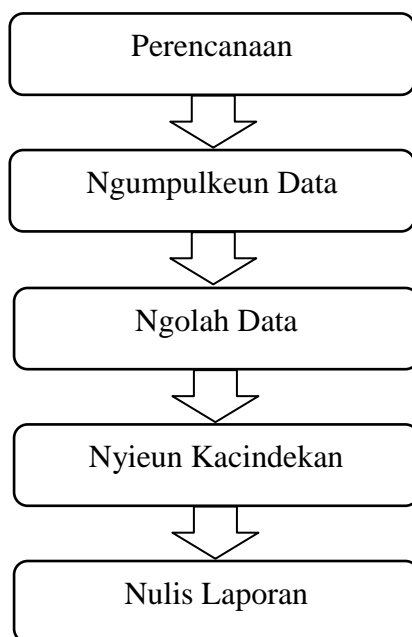 Perencanaan
Ngumpulkeun Data
Ngolah Data
Nyieun Kacindekan
Nulis Laporan